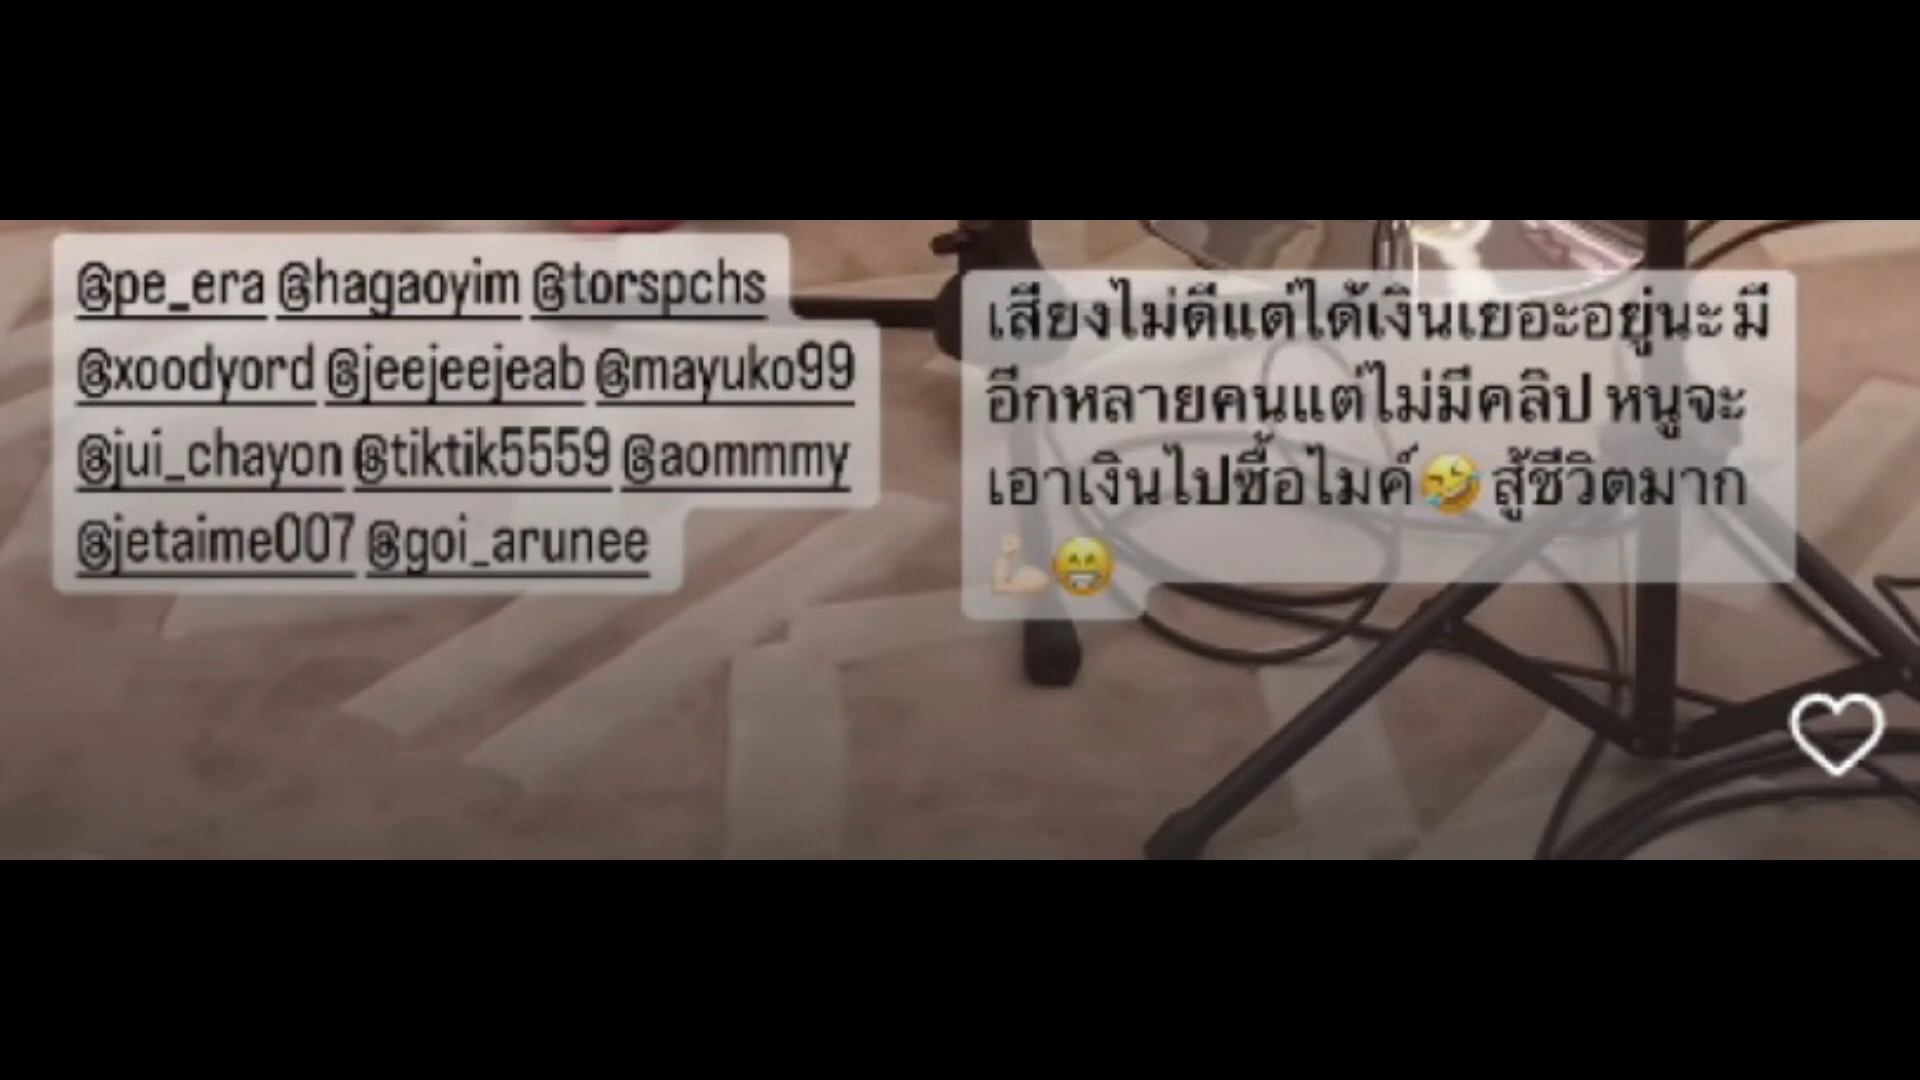 @pe_era @hagaoyim @torspchs
@xoodyord @jeejeejeab @mayuko99
@jui_chayon @tiktik5559 @aommmy
@jetaime007 @goi_arunee
เสียงไม่ดีแต่ได้เงินเยอะอยู่นะ มี
อีกหลายคนแต่ไม่มีคลิป หนูจะ
เอาเงินไปซื้อไมค์🤣 สู้ชีวิตมาก
💪🏼😁